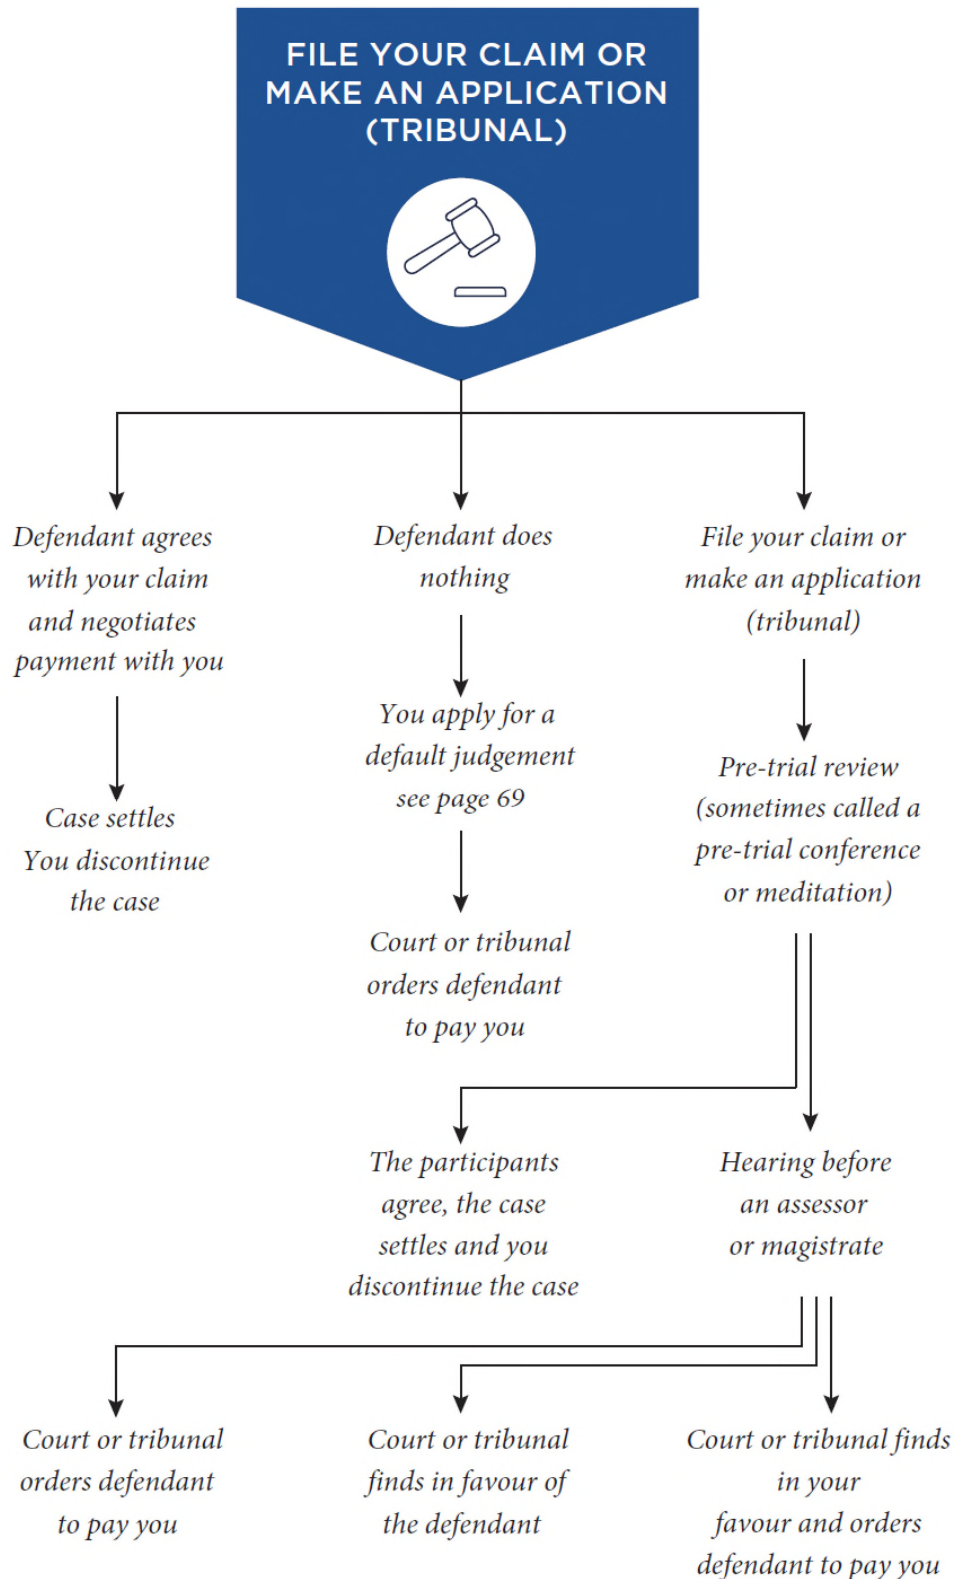 FILE YOUR CLAIM OR
MAKE AN APPLICATION
(TRIBUNAL)
Defendant agrees
with your claim
and negotiates
payment with you
Defendant does
nothing
File your claim or
make an application
(tribunal)
You apply for a
default judgement
see page 69
Pre-trial review
(sometimes called a
pre-trial conference
or meditation)
Case settles
You discontinue
the case
Court or tribunal
orders defendant
to pay you
The participants
agree, the case
settles and you
discontinue the case
Hearing before
an assessor
or magistrate
Court or tribunal
orders defendant
to pay you
Court or tribunal
finds in favour of
the defendant
Court or tribunal finds
in your
favour and orders
defendant to pay you